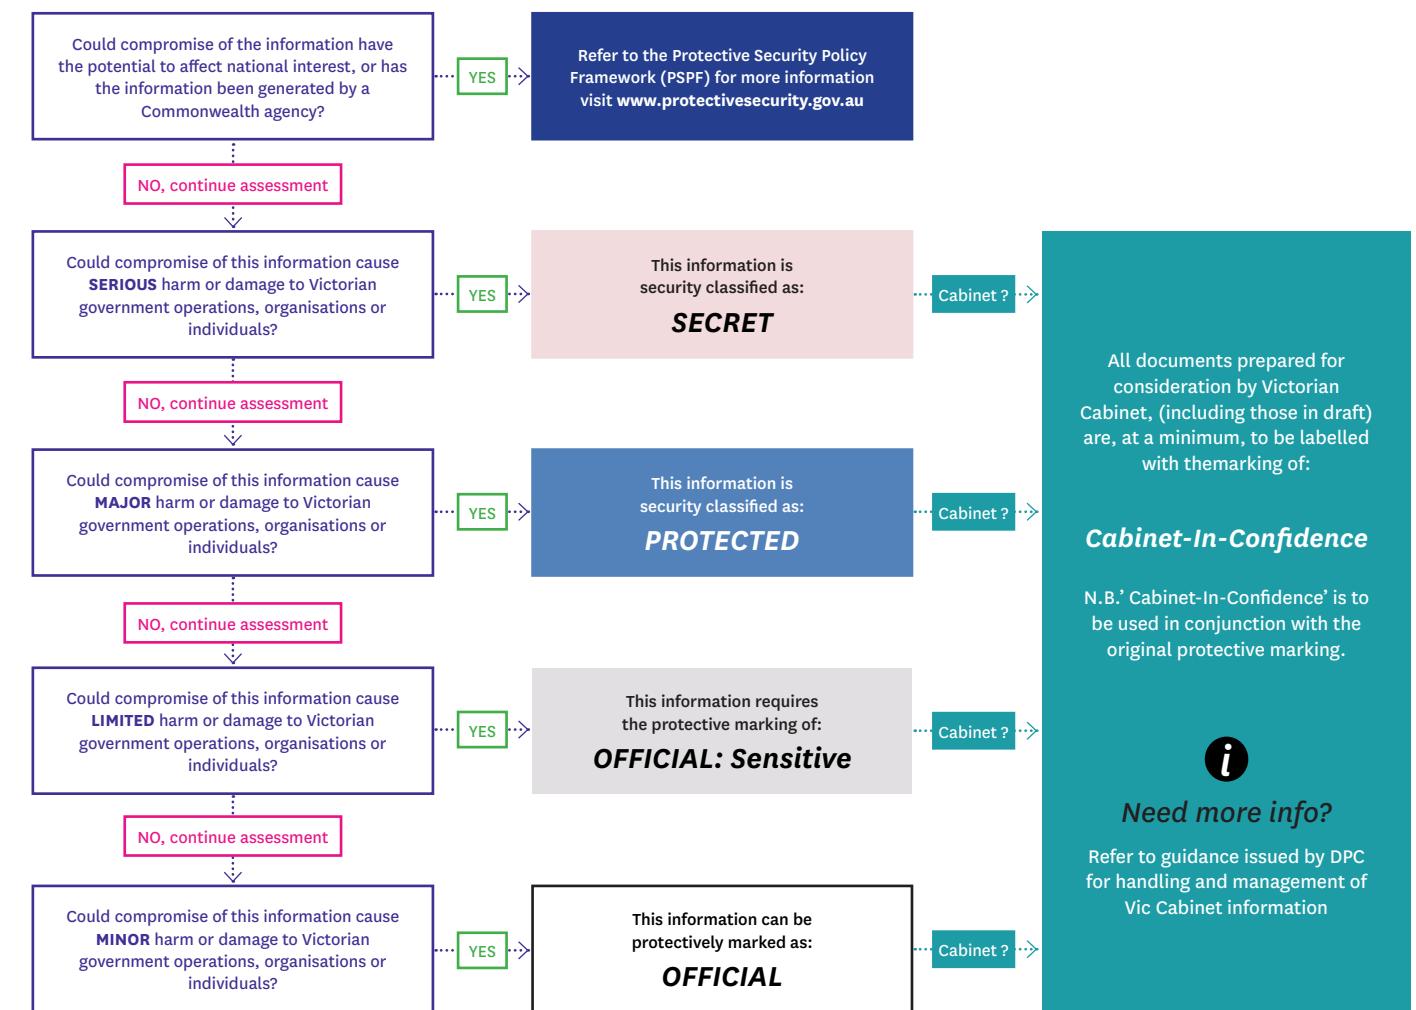 Could compromise of the information have
the potential to affect national interest, or has
the information been generated by a
Commonwealth agency?
YES
Refer to the Protective Security Policy
Framework (PSPF) for more information
visit www.protectivesecurity.gov.au
NO, continue assessment
Could compromise of this information cause
SERIOUS harm or damage to Victorian
government operations, organisations or
individuals?
YES
This information is
security classified as:
SECRET
Cabinet ?
NO, continue assessment
Could compromise of this information cause
MAJOR harm or damage to Victorian
government operations, organisations or
individuals?
YES
This information is
security classified as:
PROTECTED
Cabinet ?
NO, continue assessment
Could compromise of this information cause
LIMITED harm or damage to Victorian
government operations, organisations or
individuals?
YES
This information requires
the protective marking of:
OFFICIAL: Sensitive
Cabinet ?
NO, continue assessment
Could compromise of this information cause
MINOR harm or damage to Victorian
government operations, organisations or
individuals?
YES
This information can be
protectively marked as:
OFFICIAL
Cabinet ?
All documents prepared for
consideration by Victorian
Cabinet, (including those in draft)
are, at a minimum, to be labelled
with themarking of:
Cabinet-In-Confidence
N.B.’ Cabinet-In-Confidence’ is to
be used in conjunction with the
original protective marking.
i
Need more info?
Refer to guidance issued by DPC
for handling and management of
Vic Cabinet information